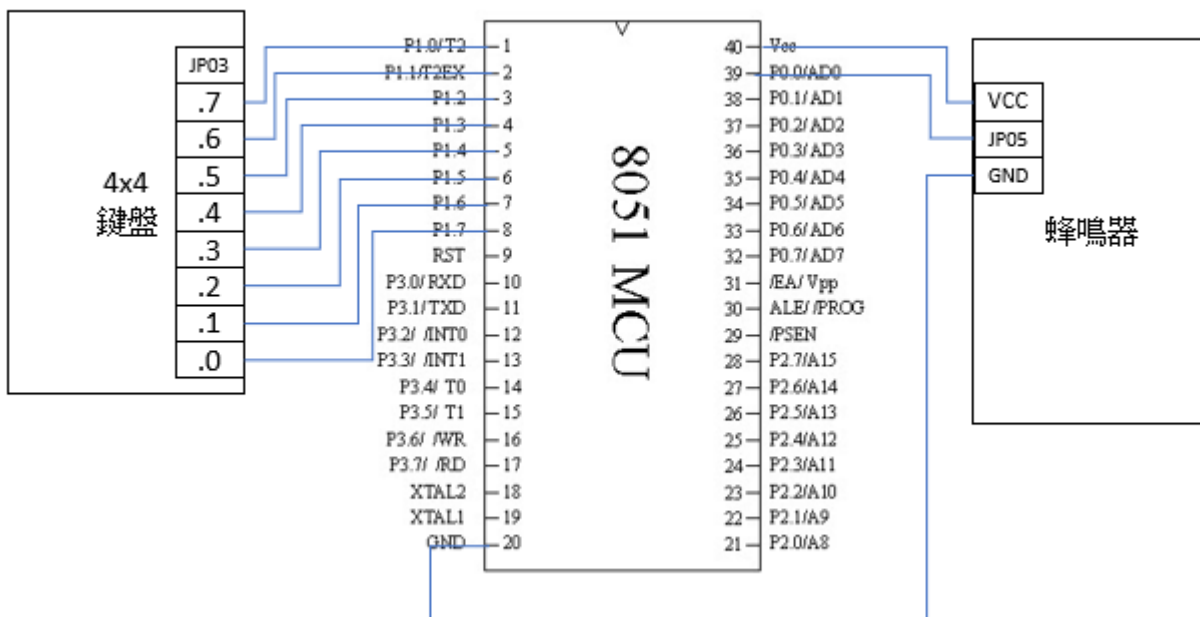 JP03
.7
.6
.5
.4
.3
.2
.1
.0
4x4
鍵盤
P1.0/T2 1
P1.1/T2EX 2
P1.2 3
P1.3 4
P1.4 5
P1.5 6
P1.6 7
P1.7 8
RST 9
P3.0/ RXD 10
P3.1/ TXD 11
P3.2/ /INT0 12
P3.3/ /INT1 13
P3.4/ T0 14
P3.5/ T1 15
P3.6/ /WR 16
P3.7/ /RD 17
XTAL2 18
XTAL1 19
GND 20
8051 MCU
40 Vcc
39 P0.0/AD0
38 P0.1/AD1
37 P0.2/AD2
36 P0.3/AD3
35 P0.4/AD4
34 P0.5/AD5
33 P0.6/AD6
32 P0.7/AD7
31 /EA/ Vpp
30 ALE/ /PROG
29 /PSEN
28 P2.7/A15
27 P2.6/A14
26 P2.5/A13
25 P2.4/A12
24 P2.3/A11
23 P2.2/A10
22 P2.1/A9
21 P2.0/A8
VCC
JP05
GND
蜂鳴器